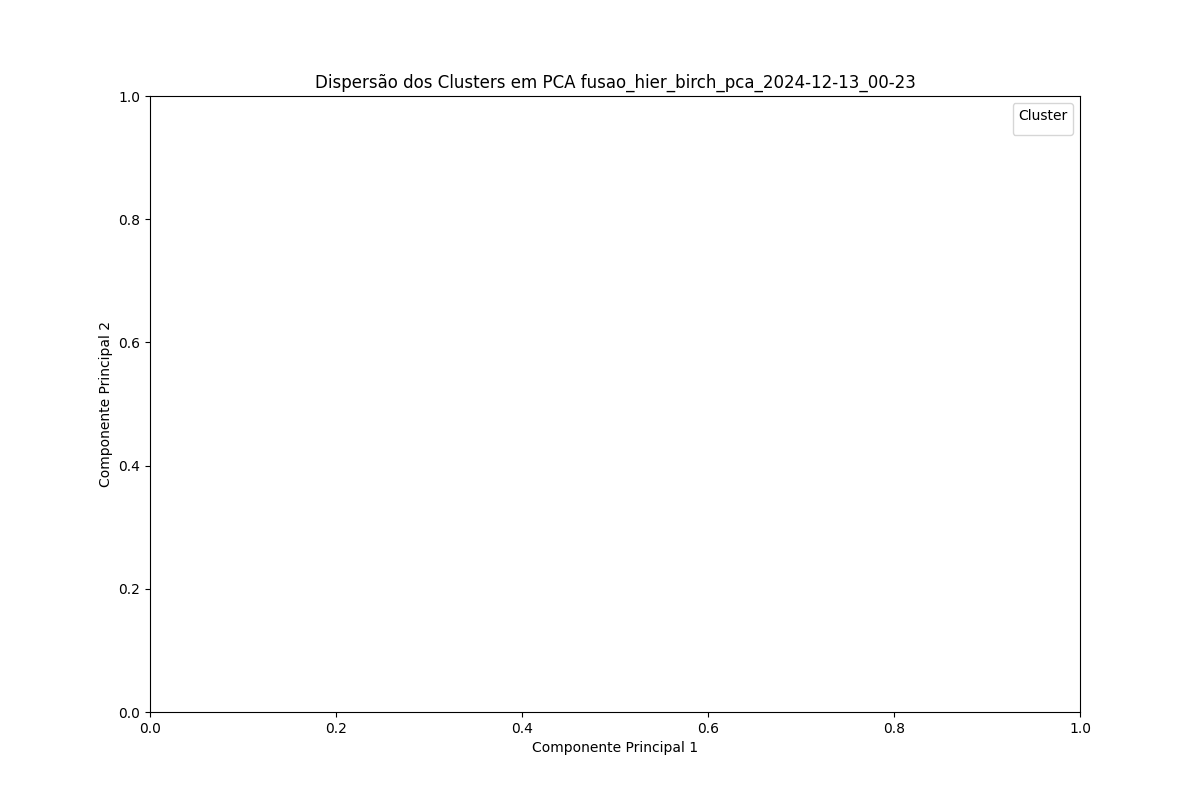 Dispersão dos Clusters em PCA fusao_hier_birch_pca_2024-12-13_00-23
Cluster
1.0
0.8
0.6
0.4
0.2
0.0
Componente Principal 2
0.0 0.2 0.4 0.6 0.8 1.0
Componente Principal 1